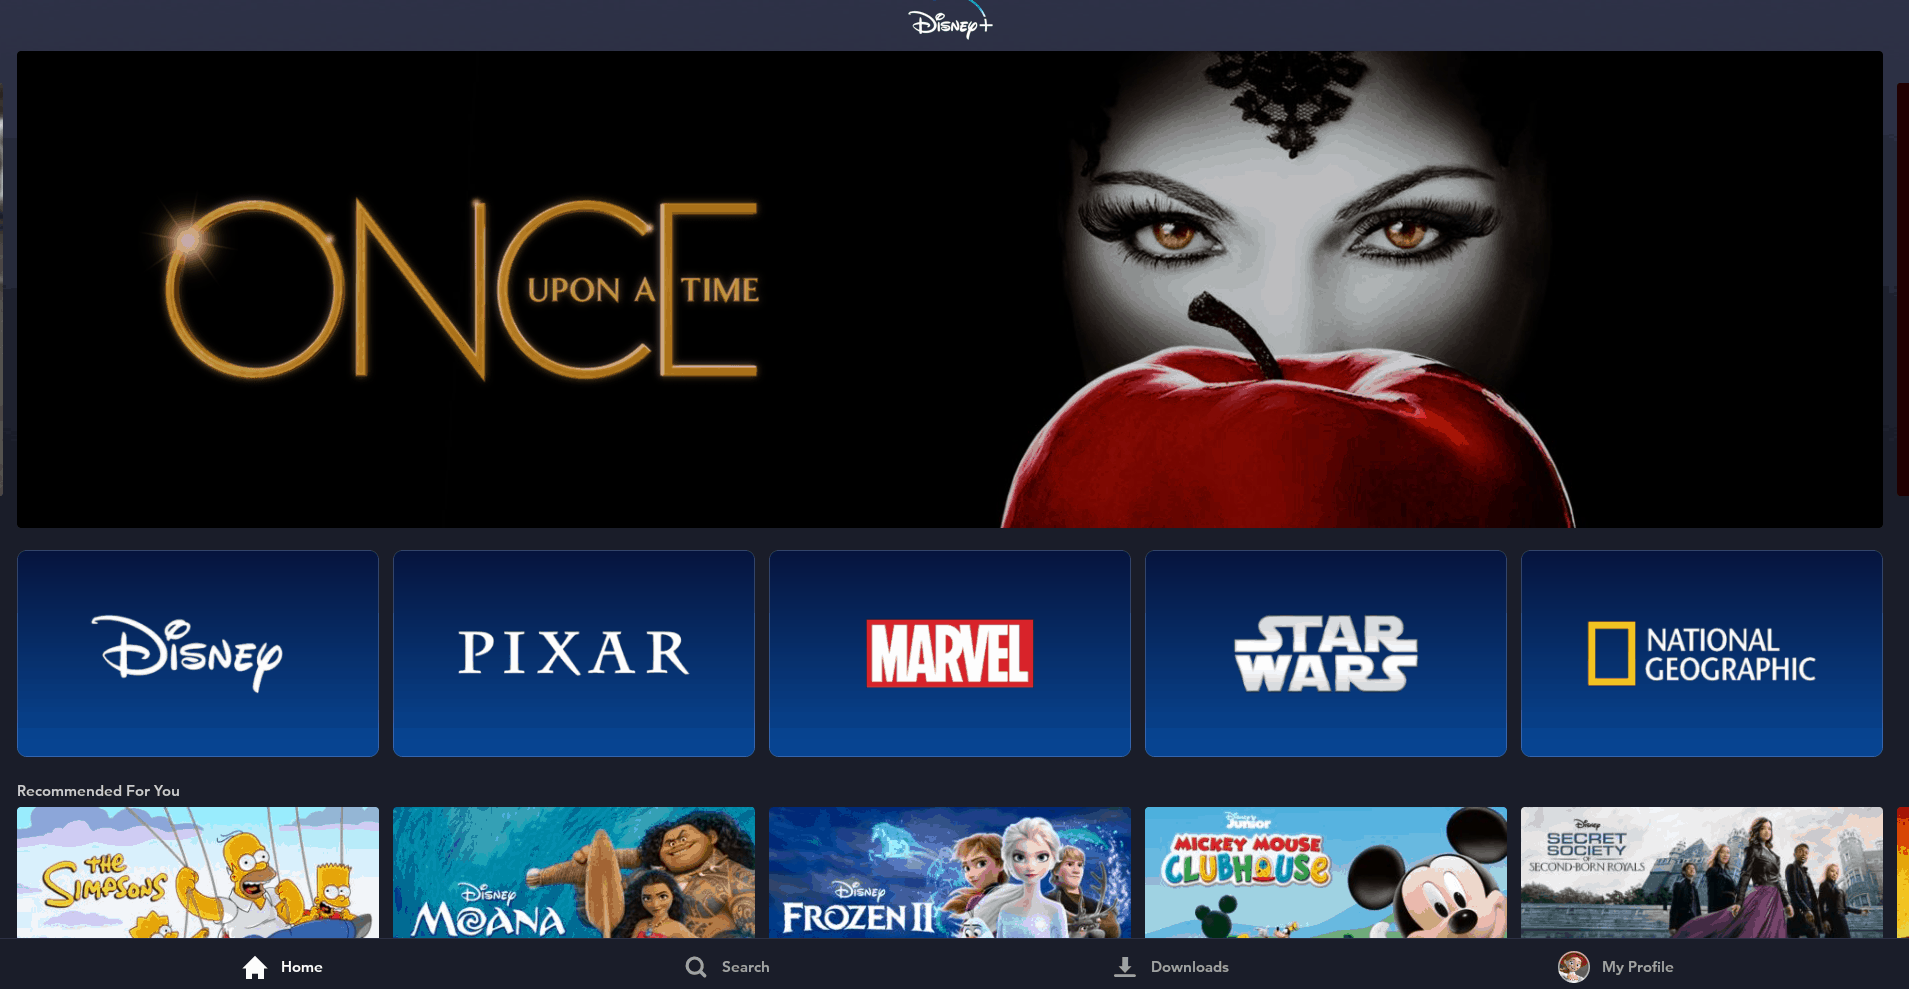 Disney+
ONCE
UPON A TIME
Disney
PIXAR
MARVEL
STAR
WARS
NATIONAL
GEOGRAPHIC
Recommended For You
THE
SIMPSONS
Disney
MOANA
Disney
FROZEN II
Disney
Junior
MICKEY MOUSE
CLUBHOUSE
Disney
SECRET
SOCIETY
OF
SECOND-BORN ROYALS
Home
Search
Downloads
My Profile